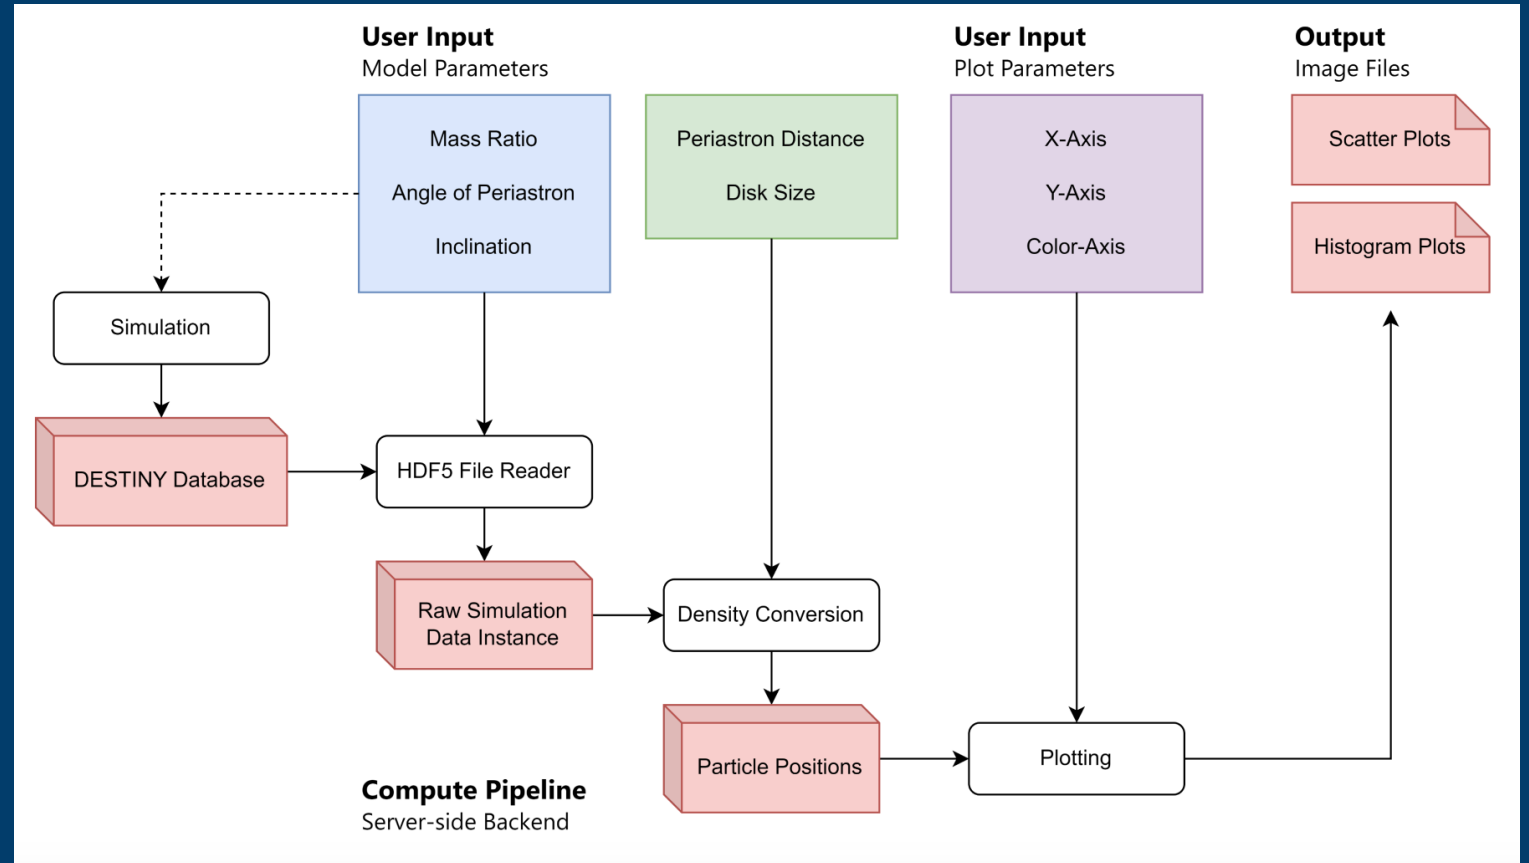 User Input
Model Parameters
User Input
Plot Parameters
Output
Image Files
Mass Ratio
Angle of Periastron
Inclination
Periastron Distance
Disk Size
X-Axis
Y-Axis
Color-Axis
Scatter Plots
Histogram Plots
Simulation
DESTINY Database
HDF5 File Reader
Raw Simulation
Data Instance
Density Conversion
Particle Positions
Plotting
Compute Pipeline
Server-side Backend